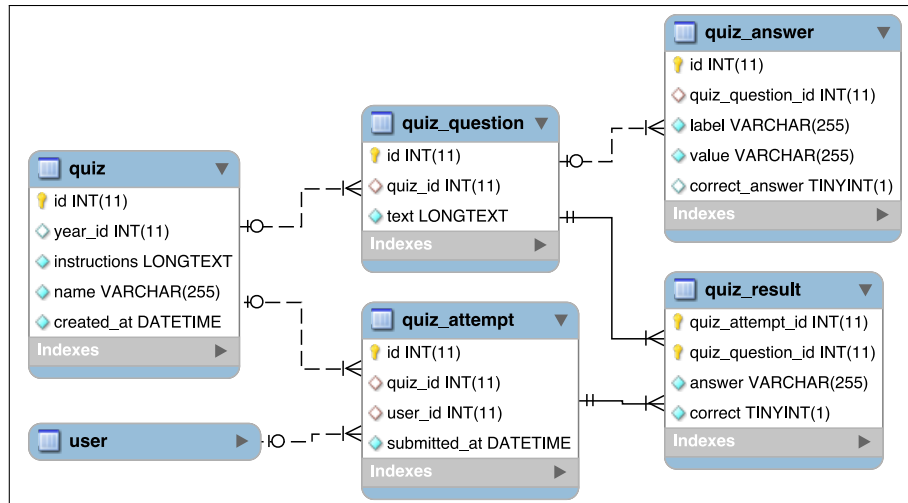 quiz
id INT(11)
year_id INT(11)
instructions LONGTEXT
name VARCHAR(255)
created_at DATETIME
Indexes
user
quiz_question
id INT(11)
quiz_id INT(11)
text LONGTEXT
Indexes
quiz_attempt
id INT(11)
quiz_id INT(11)
user_id INT(11)
submitted_at DATETIME
Indexes
quiz_answer
id INT(11)
quiz_question_id INT(11)
label VARCHAR(255)
value VARCHAR(255)
correct_answer TINYINT(1)
Indexes
quiz_result
quiz_attempt_id INT(11)
quiz_question_id INT(11)
answer VARCHAR(255)
correct TINYINT(1)
Indexes